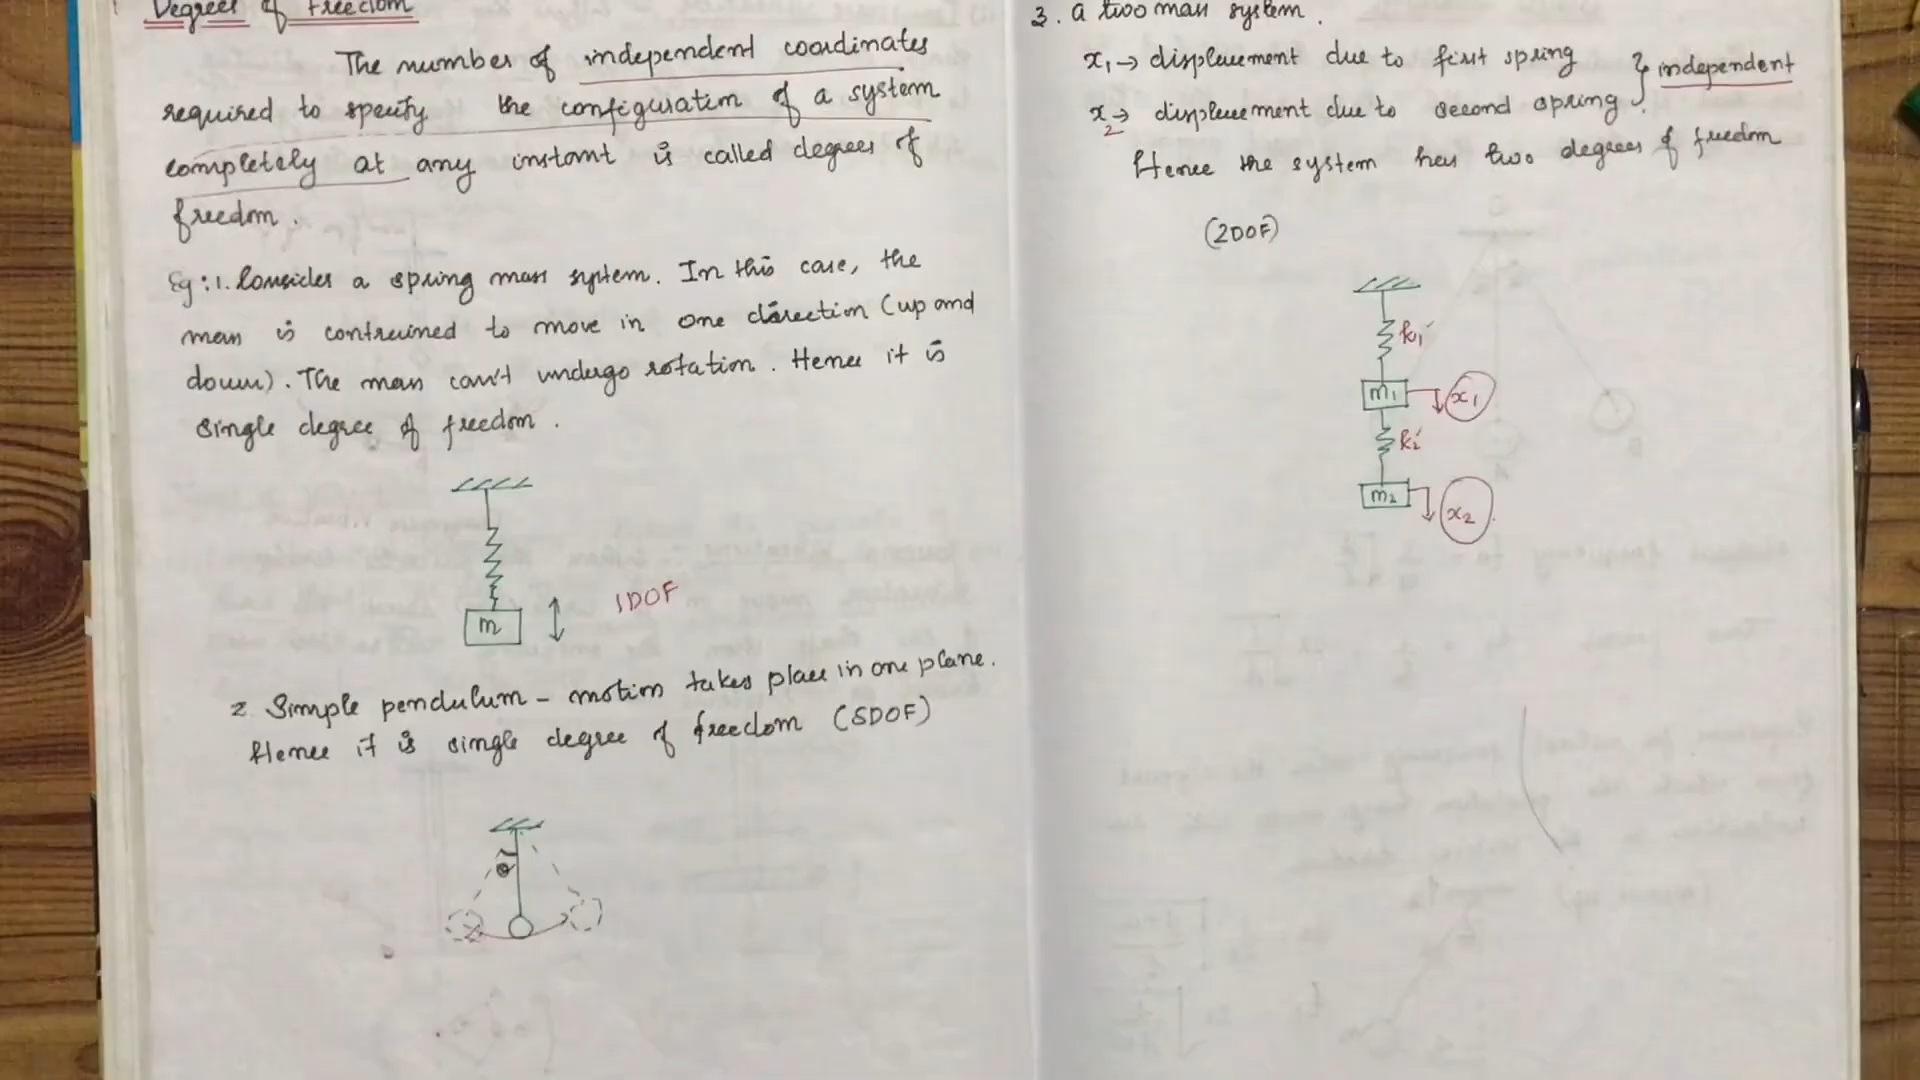 Degrees of Freedom
The number of independent coordinates
required to specify the configuration of a system
completely at any instant is called degrees of
freedom.
Eg: 1. Consider a spring mass system. In this case, the
mass is contrained to move in one direction (up and
down). The mass can't undergo rotation. Hence it is
single degree of freedom.
m
1DOF
2. Simple pendulum - motion takes place in one plane.
Hence it is single degree of freedom (SDOF)
θ
3. a two mass system.
x1 → displacement due to first spring
x2 → displacement due to second spring
} independent
Hence the system has two degrees of freedom
(2DOF)
k1
m1
x1
k2
m2
x2